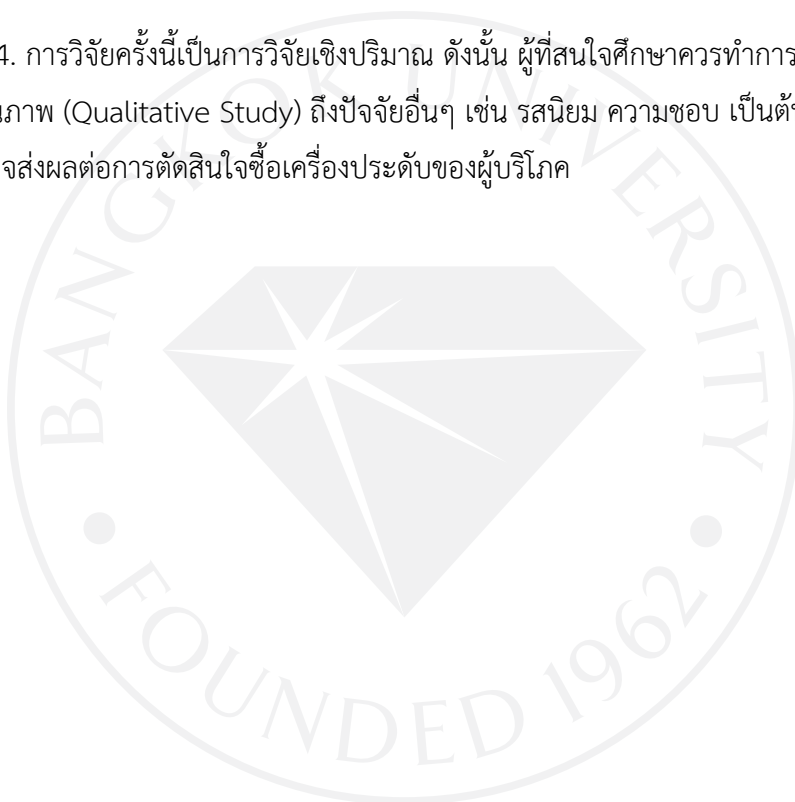 4. การวิจัยครั้งนี้เป็นการวิจัยเชิงปริมาณ ดังนั้น ผู้ที่สนใจศึกษาควรทำการ
ณภาพ (Qualitative Study) ถึงปัจจัยอื่นๆ เช่น รสนิยม ความชอบ เป็นต้น
จส่งผลต่อการตัดสินใจซื้อเครื่องประดับของผู้บริโภค
BANGKOK UNIVERSITY
FOUNDED 1962